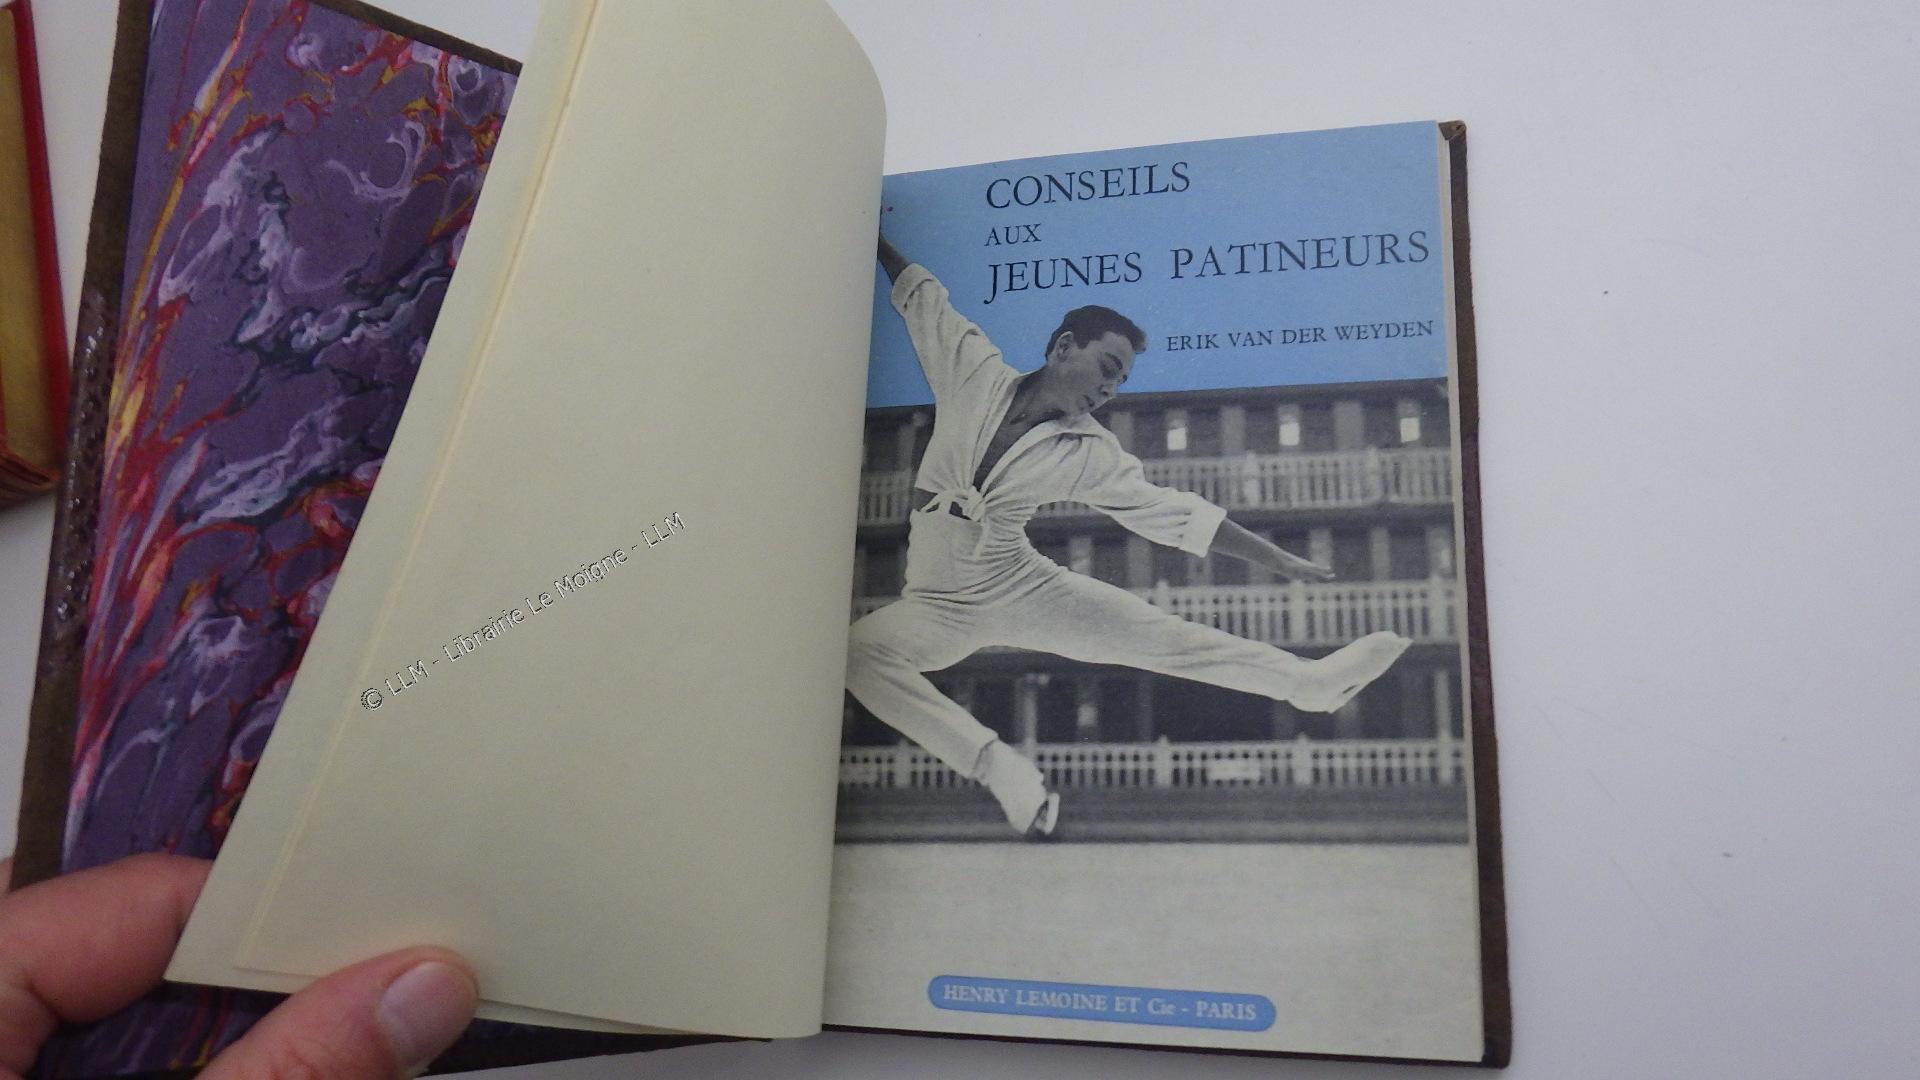 CONSEILS
AUX
JEUNES PATINEURS
ERIK VAN DER WEYDEN
© LLM - Librairie Le Moigne - LLM
HENRY LEMOINE ET Cie - PARIS